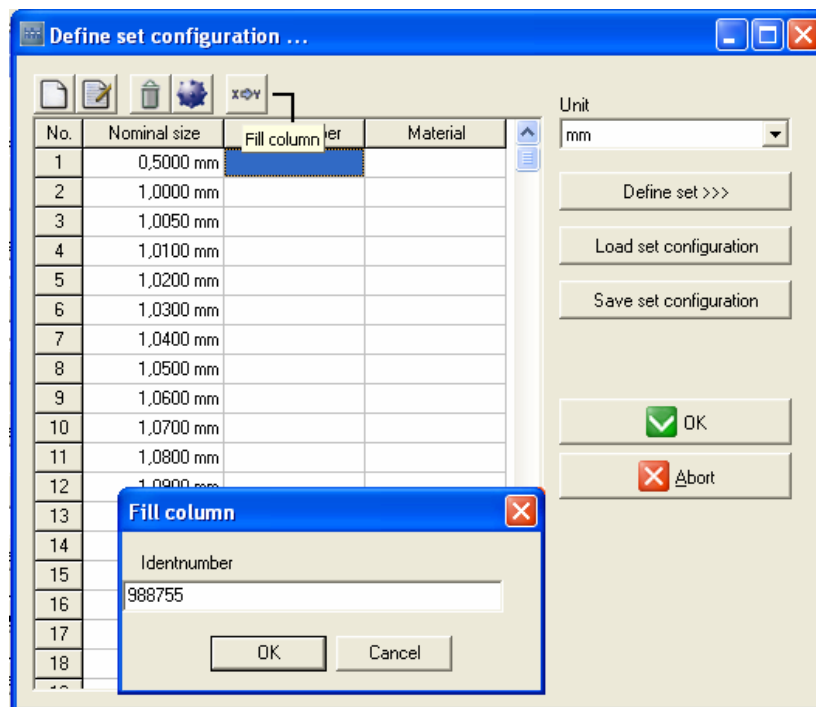 Define set configuration ...
X⇨Y
Unit
mm
No. Nominal size ber Material
Fill column
1 0,5000 mm
2 1,0000 mm
3 1,0050 mm
4 1,0100 mm
5 1,0200 mm
6 1,0300 mm
7 1,0400 mm
8 1,0500 mm
9 1,0600 mm
10 1,0700 mm
11 1,0800 mm
12 1,0900 mm
13
14
15
16
17
18
Define set >>>
Load set configuration
Save set configuration
OK
Abort
Fill column
Identnumber
988755
OK
Cancel